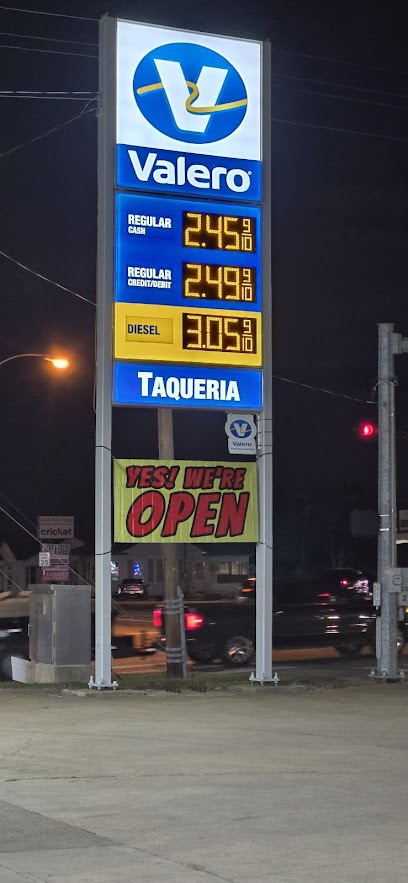 V
Valero
REGULAR
CASH
2.45 9/10
REGULAR
CREDIT/DEBIT
2.49 9/10
DIESEL
3.05 9/10
TAQUERIA
V
Valero
YES! WE'RE
OPEN
cricket
35